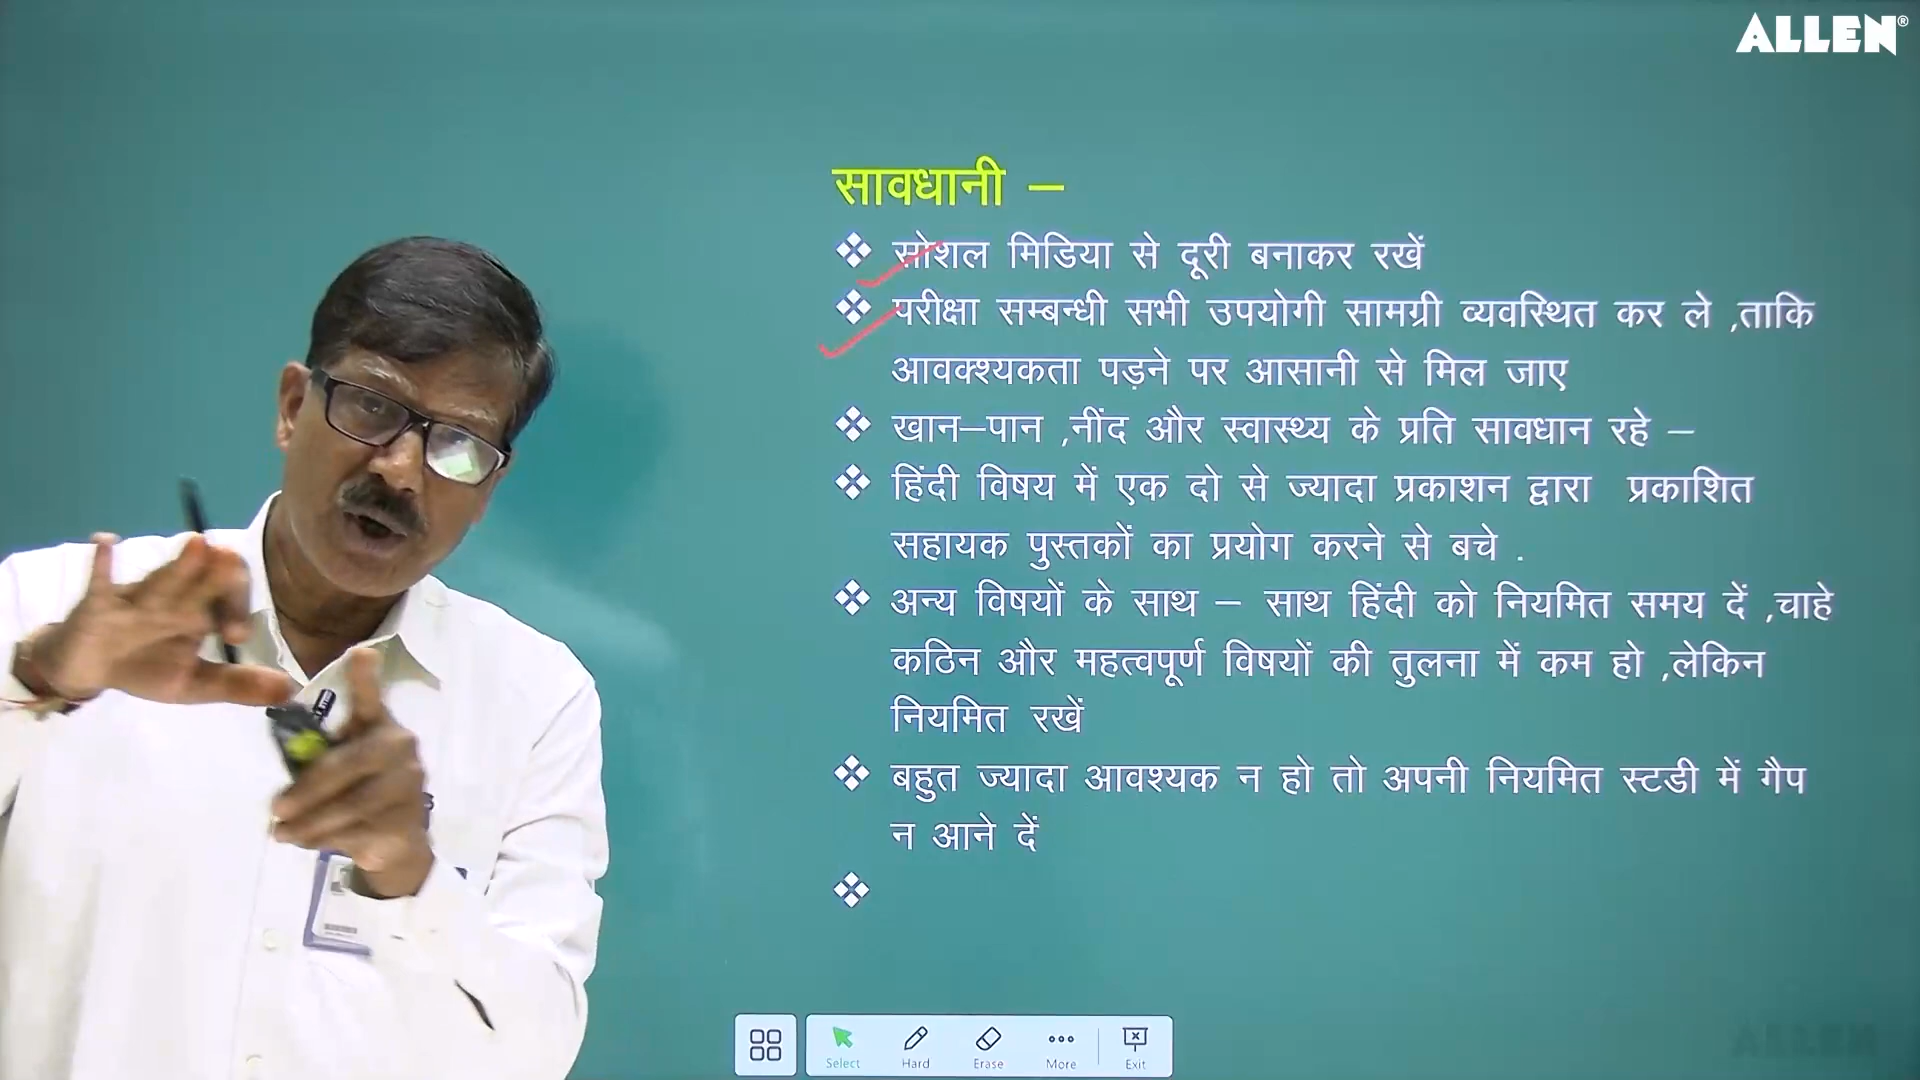 ALLEN®
सावधानी –
❖ सोशल मिडिया से दूरी बनाकर रखें
❖ परीक्षा सम्बन्धी सभी उपयोगी सामग्री व्यवस्थित कर ले ,ताकि
आवक्श्यकता पड़ने पर आसानी से मिल जाए
❖ खान–पान ,नींद और स्वास्थ्य के प्रति सावधान रहे –
❖ हिंदी विषय में एक दो से ज्यादा प्रकाशन द्वारा प्रकाशित
सहायक पुस्तकों का प्रयोग करने से बचे .
❖ अन्य विषयों के साथ – साथ हिंदी को नियमित समय दें ,चाहे
कठिन और महत्वपूर्ण विषयों की तुलना में कम हो ,लेकिन
नियमित रखें
❖ बहुत ज्यादा आवश्यक न हो तो अपनी नियमित स्टडी में गैप
न आने दें
❖
Select Hard Erase More Exit
ALLEN